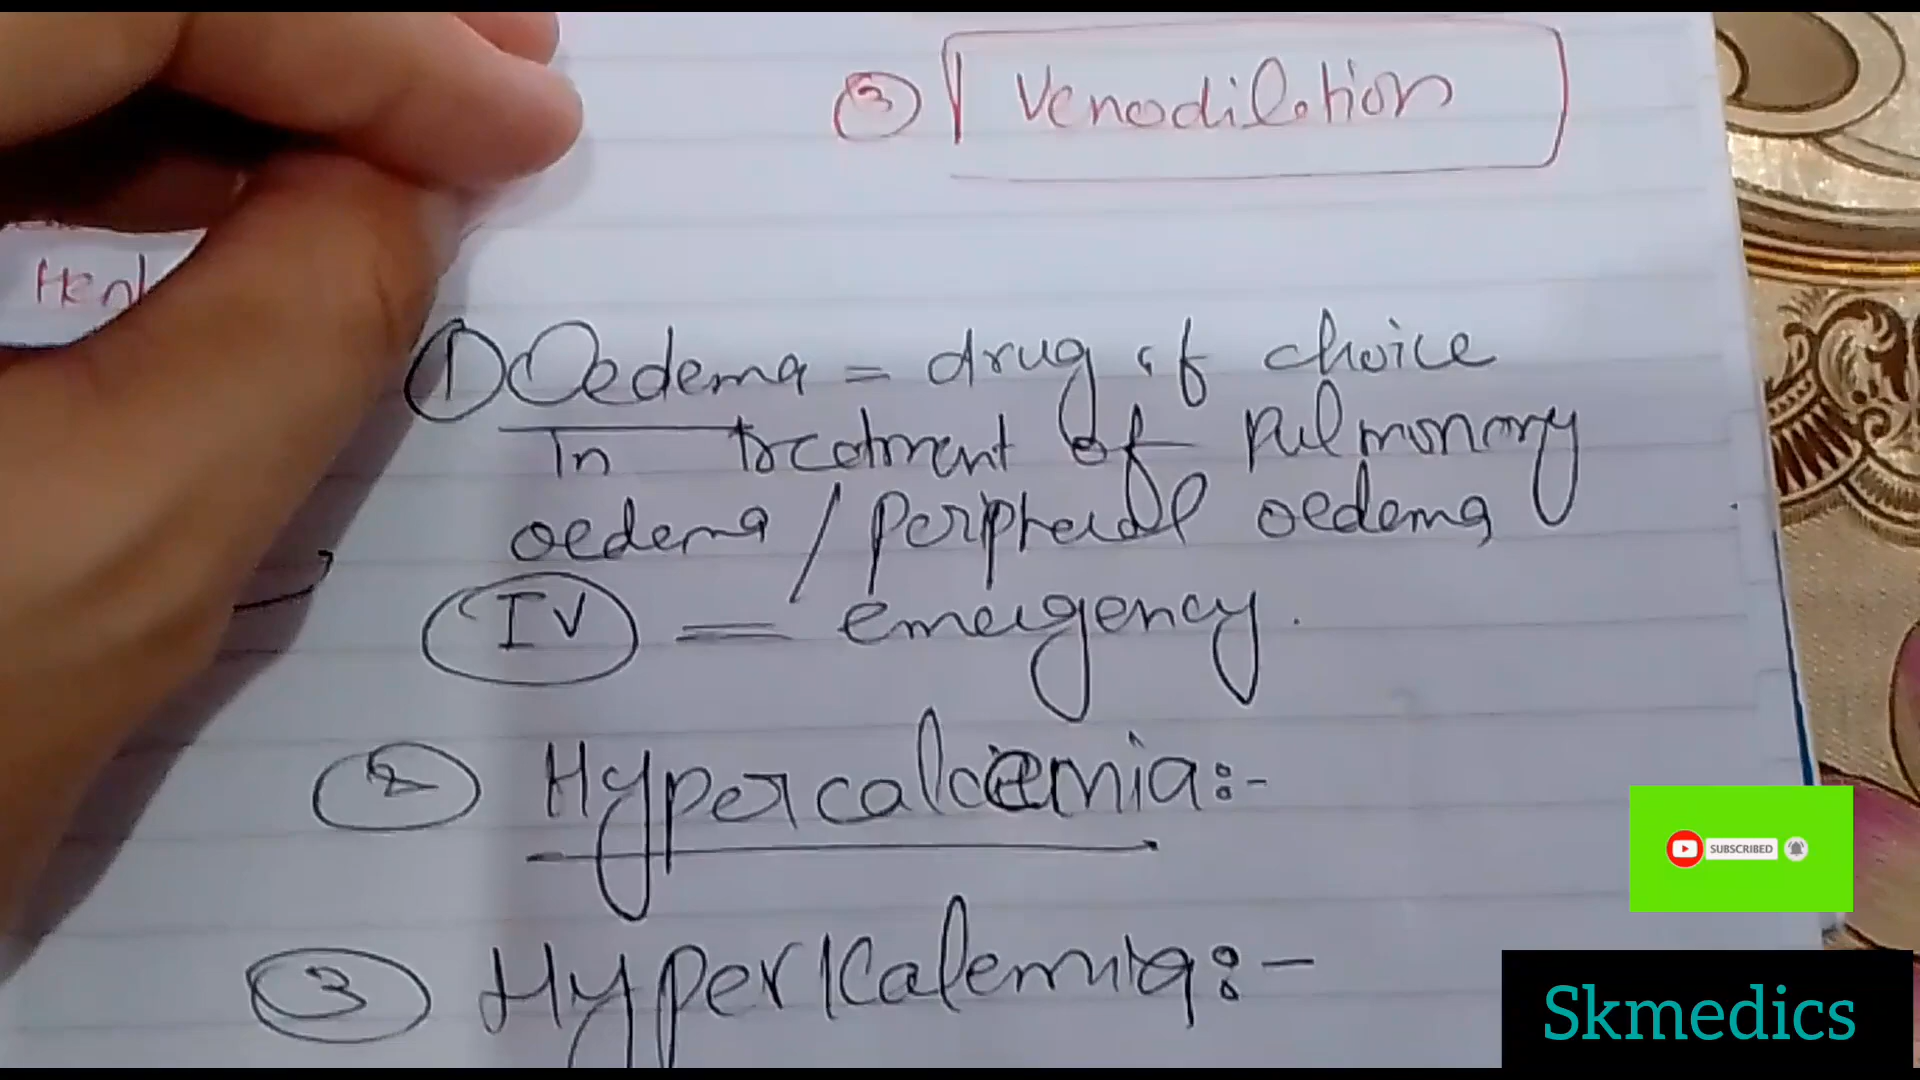 ③ Venodilation
Henl
① Oedema = drug of choice
In treatment of pulmonary
oedema / peripheral oedema
IV = emergency.
② Hypercalcemia:-
③ Hyperkalemia:-
SUBSCRIBED
Skmedics